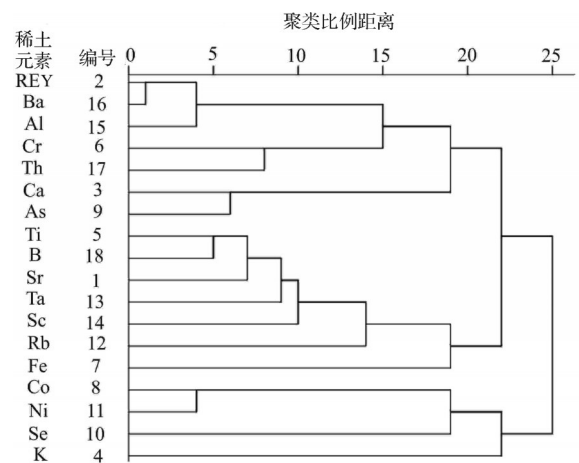 聚类比例距离
稀土
元素 编号 0 5 10 15 20 25
REY 2
Ba 16
Al 15
Cr 6
Th 17
Ca 3
As 9
Ti 5
B 18
Sr 1
Ta 13
Sc 14
Rb 12
Fe 7
Co 8
Ni 11
Se 10
K 4